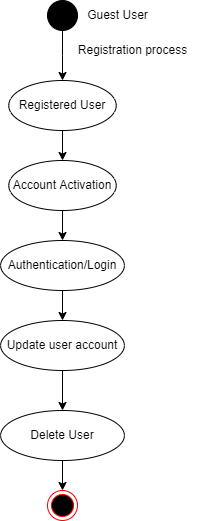 Guest User
Registration process
Registered User
Account Activation
Authentication/Login
Update user account
Delete User